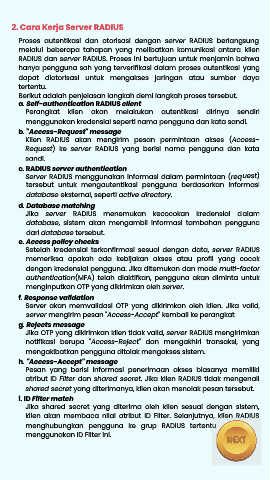 2. Cara Kerja Server RADIUS
Proses autentikasi dan otorisasi dengan server RADIUS berlangsung
melalui beberapa tahapan yang melibatkan komunikasi antara klien
RADIUS dan server RADIUS. Proses ini bertujuan untuk menjamin bahwa
hanya pengguna sah yang terverifikasi dalam proses autentikasi yang
dapat diotorisasi untuk mengakses jaringan atau sumber daya
tertentu.
Berikut adalah penjelasan langkah demi langkah proses tersebut.
a. Self-authentication RADIUS client
Perangkat klien akan melakukan autentikasi dirinya sendiri
menggunakan kredensial seperti nama pengguna dan kata sandi.
b. "Access-Request" message
Klien RADIUS akan mengirim pesan permintaan akses (Access-
Request) ke server RADIUS yang berisi nama pengguna dan kata
sandi.
c. RADIUS server authentication
Server RADIUS menggunakan informasi dalam permintaan (request)
tersebut untuk mengautentikasi pengguna berdasarkan informasi
database eksternal, seperti active directory.
d. Database matching
Jika server RADIUS menemukan kecocokan kredensial dalam
database, sistem akan mengambil informasi tambahan pengguna
dari database tersebut.
e. Access policy checks
Setelah kredensial terkonfirmasi sesuai dengan data, server RADIUS
memeriksa apakah ada kebijakan akses atau profil yang cocok
dengan kredensial pengguna. Jika ditemukan dan mode multi-factor
authentication(MFA) telah diaktifkan, pengguna akan diminta untuk
menginputkan OTP yang dikirimkan oleh server.
f. Response validation
Server akan memvalidasi OTP yang dikirimkan oleh klien. Jika valid,
server mengirim pesan "Access-Accept" kembali ke perangkat
g. Rejects message
Jika OTP yang dikirimkan klien tidak valid, server RADIUS mengirimkan
notifikasi berupa "Access-Reject" dan mengakhiri transaksi, yang
mengakibatkan pengguna ditolak mengakses sistem.
h. "Access-Accept" message
Pesan yang berisi informasi penerimaan akses biasanya memiliki
atribut ID Filter dan shared secret. Jika klien RADIUS tidak mengenali
shared secret yang diterimanya, klien akan menolak pesan tersebut.
i. ID Filter match
Jika shared secret yang diterima oleh klien sesuai dengan sistem,
klien akan membaca nilai atribut ID Filter. Selanjutnya, klien RADIUS
menghubungkan pengguna ke grup RADIUS tertentu
menggunakan ID Filter ini.
NEXT